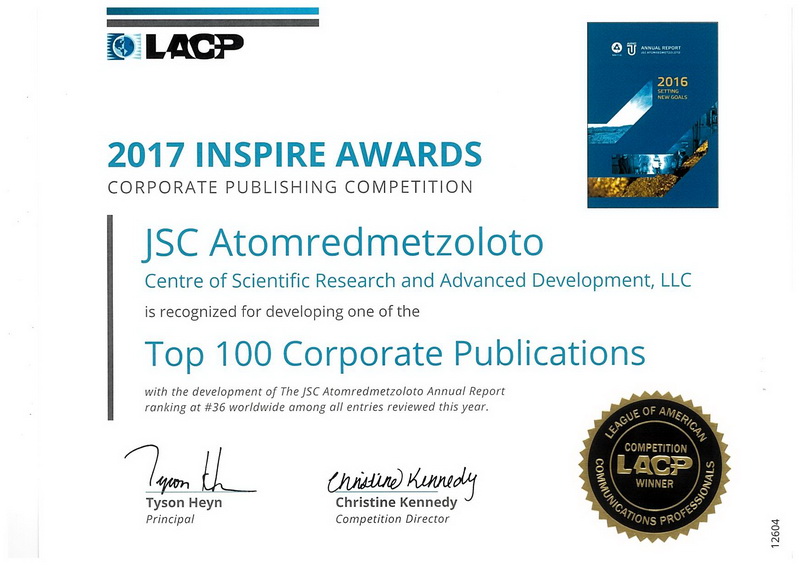 LACP
ANNUAL REPORT
JSC ATOMREDMETZOLOTO
2016
SETTING
NEW GOALS
2017 INSPIRE AWARDS
CORPORATE PUBLISHING COMPETITION
JSC Atomredmetzoloto
Centre of Scientific Research and Advanced Development, LLC
is recognized for developing one of the
Top 100 Corporate Publications
with the development of The JSC Atomredmetzoloto Annual Report
ranking at #36 worldwide among all entries reviewed this year.
Christine Kennedy
Tyson Heyn
Christine Kennedy
Principal
Competition Director
LEAGUE OF AMERICAN
COMPETITION
LACP
WINNER
COMMUNICATIONS PROFESSIONALS
12604